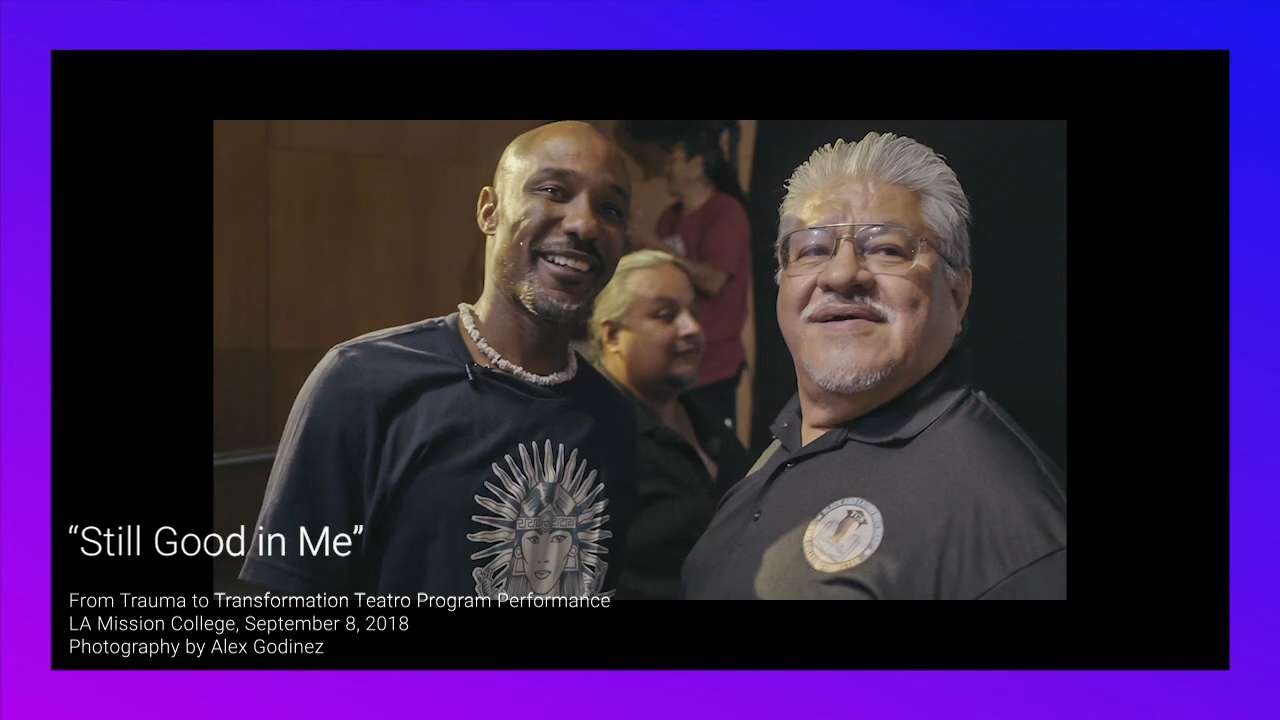 “Still Good in Me”
From Trauma to Transformation Teatro Program Performance
LA Mission College, September 8, 2018
Photography by Alex Godinez